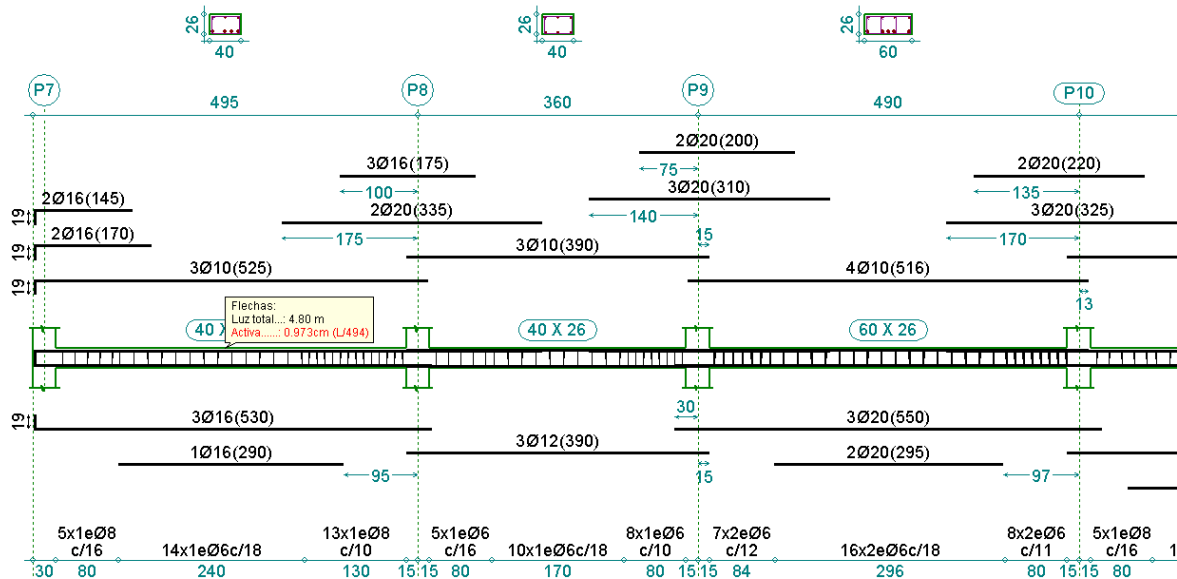 26
40
26
40
26
60
P7
P8
P9
P10
495
360
490
2Ø20(200)
75
3Ø16(175)
100
2Ø20(220)
135
2Ø16(145)
19
3Ø20(310)
140
2Ø20(335)
175
3Ø20(325)
170
2Ø16(170)
19
15
3Ø10(390)
3Ø10(525)
19
4Ø10(516)
13
Flechas:
Luz total...: 4.80 m
Activa......: 0.973cm (L/494)
40 X
40 X 26
60 X 26
3Ø16(530)
19
30
3Ø20(550)
1Ø16(290)
95
3Ø12(390)
15
2Ø20(295)
97
5x1eØ8 c/16
14x1eØ6c/18
13x1eØ8 c/10
5x1eØ6 c/16
10x1eØ6c/18
8x1eØ6 c/10
7x2eØ6 c/12
16x2eØ6c/18
8x2eØ6 c/11
5x1eØ8 c/16
1
30 80 240 130 15 15 80 170 80 15 15 84 296 80 15 15 80